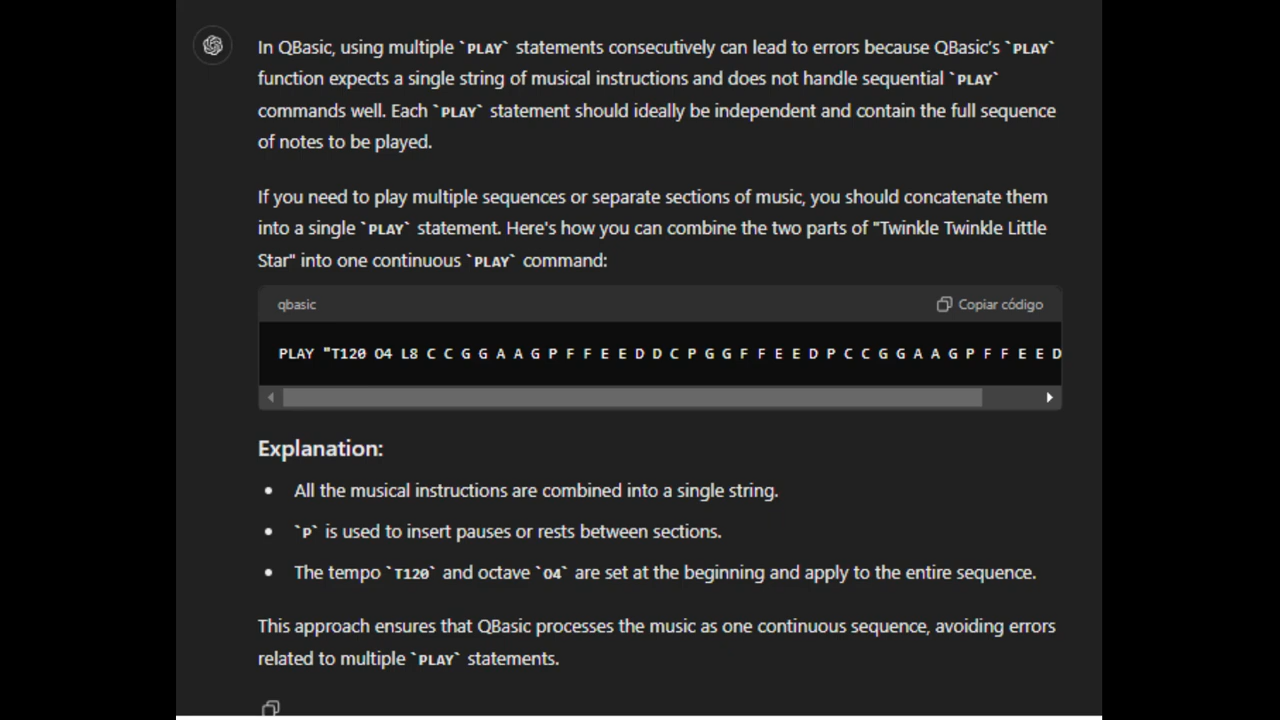 In QBasic, using multiple `PLAY` statements consecutively can lead to errors because QBasic's `PLAY`
function expects a single string of musical instructions and does not handle sequential `PLAY`
commands well. Each `PLAY` statement should ideally be independent and contain the full sequence
of notes to be played.
If you need to play multiple sequences or separate sections of music, you should concatenate them
into a single `PLAY` statement. Here's how you can combine the two parts of "Twinkle Twinkle Little
Star" into one continuous `PLAY` command:
qbasic
Copiar código
PLAY "T120 O4 L8 C C G G A A G P F F E E D D C P G G F F E E D P C C G G A A G P F F E E D
Explanation:
• All the musical instructions are combined into a single string.
• `P` is used to insert pauses or rests between sections.
• The tempo `T120` and octave `O4` are set at the beginning and apply to the entire sequence.
This approach ensures that QBasic processes the music as one continuous sequence, avoiding errors
related to multiple `PLAY` statements.